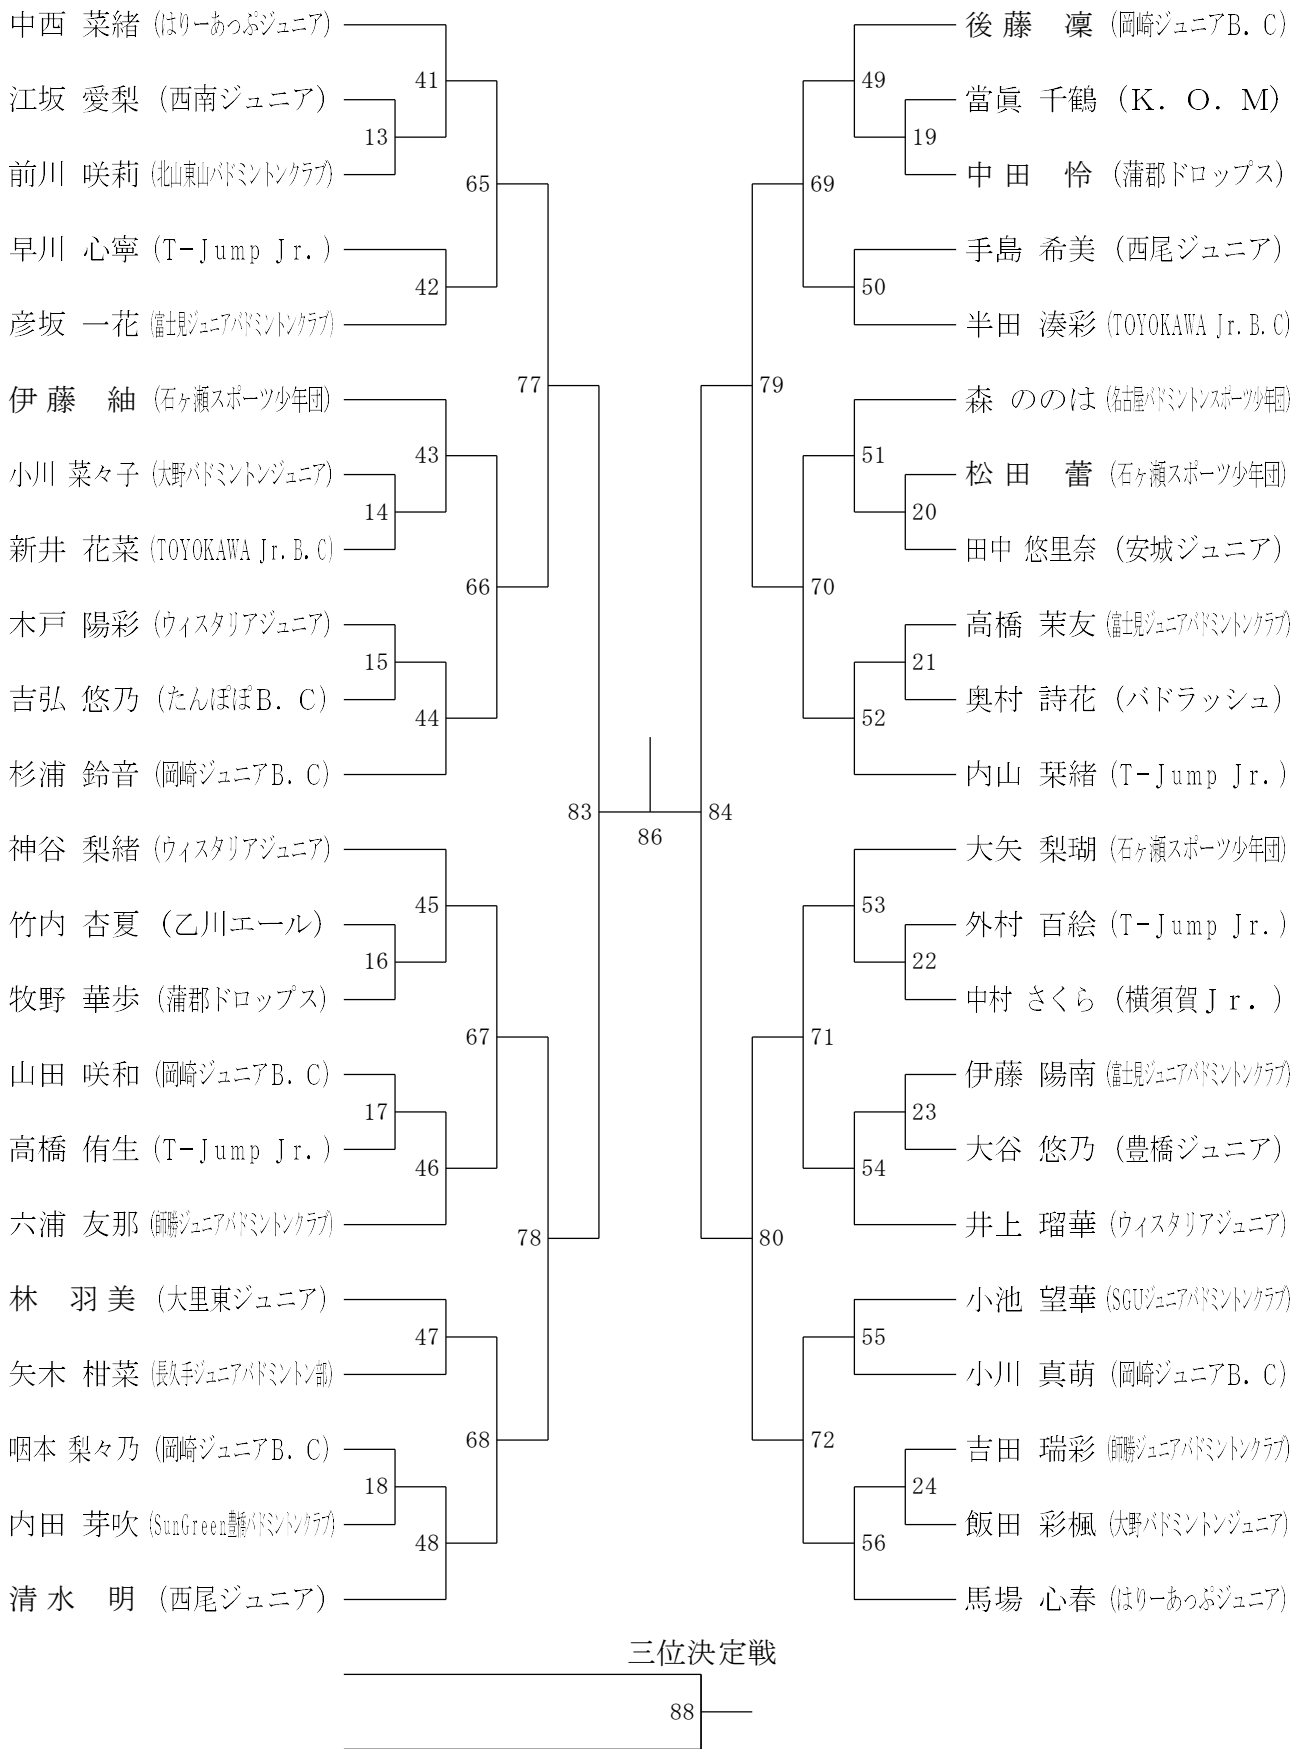 中西 菜緒 (はりーあっぷジュニア)
41
江坂 愛梨 (西南ジュニア)
13
前川 咲莉 (北山東山バドミントンクラブ)
65
早川 心寧 (T-Jump Jr.)
42
彦坂 一花 (富士見ジュニアバドミントンクラブ)
77
伊藤 紬 (石ヶ瀬スポーツ少年団)
43
小川 菜々子 (大野バドミントンジュニア)
14
新井 花菜 (TOYOKAWA Jr.B.C)
66
木戸 陽彩 (ウィスタリアジュニア)
15
吉弘 悠乃 (たんぽぽB.C)
44
杉浦 鈴音 (岡崎ジュニアB.C)
83
神谷 梨緒 (ウィスタリアジュニア)
45
竹内 杏夏 (乙川エール)
16
牧野 華歩 (蒲郡ドロップス)
67
山田 咲和 (岡崎ジュニアB.C)
17
高橋 侑生 (T-Jump Jr.)
46
六浦 友那 (師勝ジュニアバドミントンクラブ)
78
林 羽美 (大里東ジュニア)
47
矢木 柑菜 (長久手ジュニアバドミントン部)
68
咽本 梨々乃 (岡崎ジュニアB.C)
18
内田 芽吹 (SunGreen豊橋バドミントンクラブ)
48
清水 明 (西尾ジュニア)
86
後藤 凜 (岡崎ジュニアB.C)
49
當眞 千鶴 (K.O.M)
19
中田 怜 (蒲郡ドロップス)
69
手島 希美 (西尾ジュニア)
50
半田 湊彩 (TOYOKAWA Jr.B.C)
79
森 ののは (名古屋バドミントンスポーツ少年団)
51
松田 蕾 (石ヶ瀬スポーツ少年団)
20
田中 悠里奈 (安城ジュニア)
70
高橋 茉友 (富士見ジュニアバドミントンクラブ)
21
奥村 詩花 (バドラッシュ)
52
内山 栞緒 (T-Jump Jr.)
84
大矢 梨瑚 (石ヶ瀬スポーツ少年団)
53
外村 百絵 (T-Jump Jr.)
22
中村 さくら (横須賀Jr.)
71
伊藤 陽南 (富士見ジュニアバドミントンクラブ)
23
大谷 悠乃 (豊橋ジュニア)
54
井上 瑠華 (ウィスタリアジュニア)
80
小池 望華 (SGUジュニアバドミントンクラブ)
55
小川 真萌 (岡崎ジュニアB.C)
72
吉田 瑞彩 (師勝ジュニアバドミントンクラブ)
24
飯田 彩楓 (大野バドミントンジュニア)
56
馬場 心春 (はりーあっぷジュニア)
三位決定戦
88